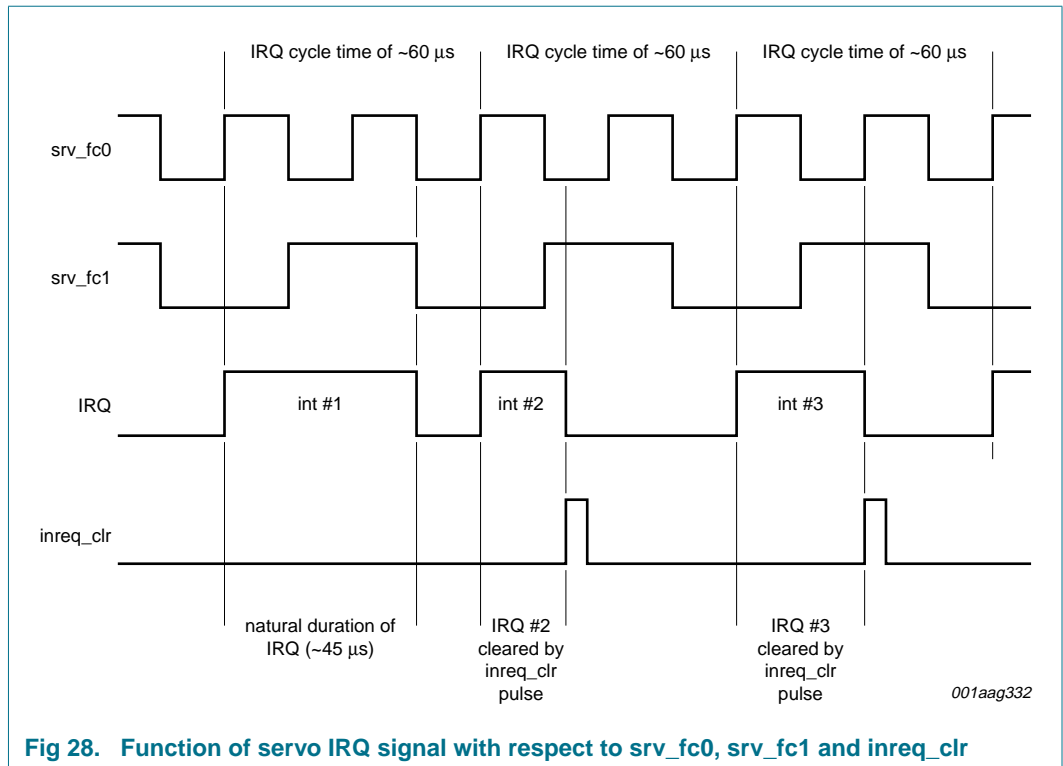 IRQ cycle time of ~60 μs IRQ cycle time of ~60 μs IRQ cycle time of ~60 μs
srv_fc0
srv_fc1
IRQ int #1 int #2 int #3
inreq_clr
natural duration of
IRQ (~45 μs)
IRQ #2
cleared by
inreq_clr
pulse
IRQ #3
cleared by
inreq_clr
pulse
001aag332
Fig 28. Function of servo IRQ signal with respect to srv_fc0, srv_fc1 and inreq_clr